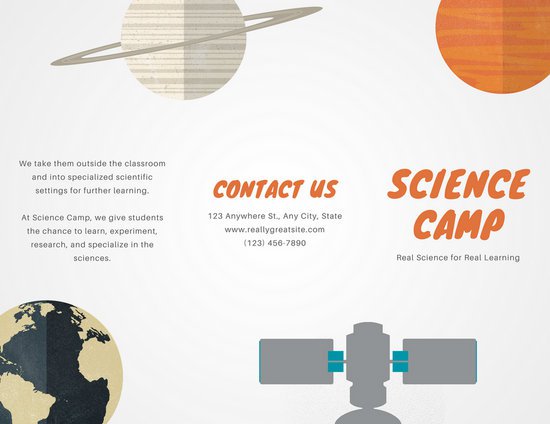 We take them outside the classroom
and into specialized scientific
settings for further learning.
At Science Camp, we give students
the chance to learn, experiment,
research, and specialize in the
sciences.
CONTACT US
123 Anywhere St., Any City, State
www.reallygreatsite.com
(123) 456-7890
SCIENCE
CAMP
Real Science for Real Learning